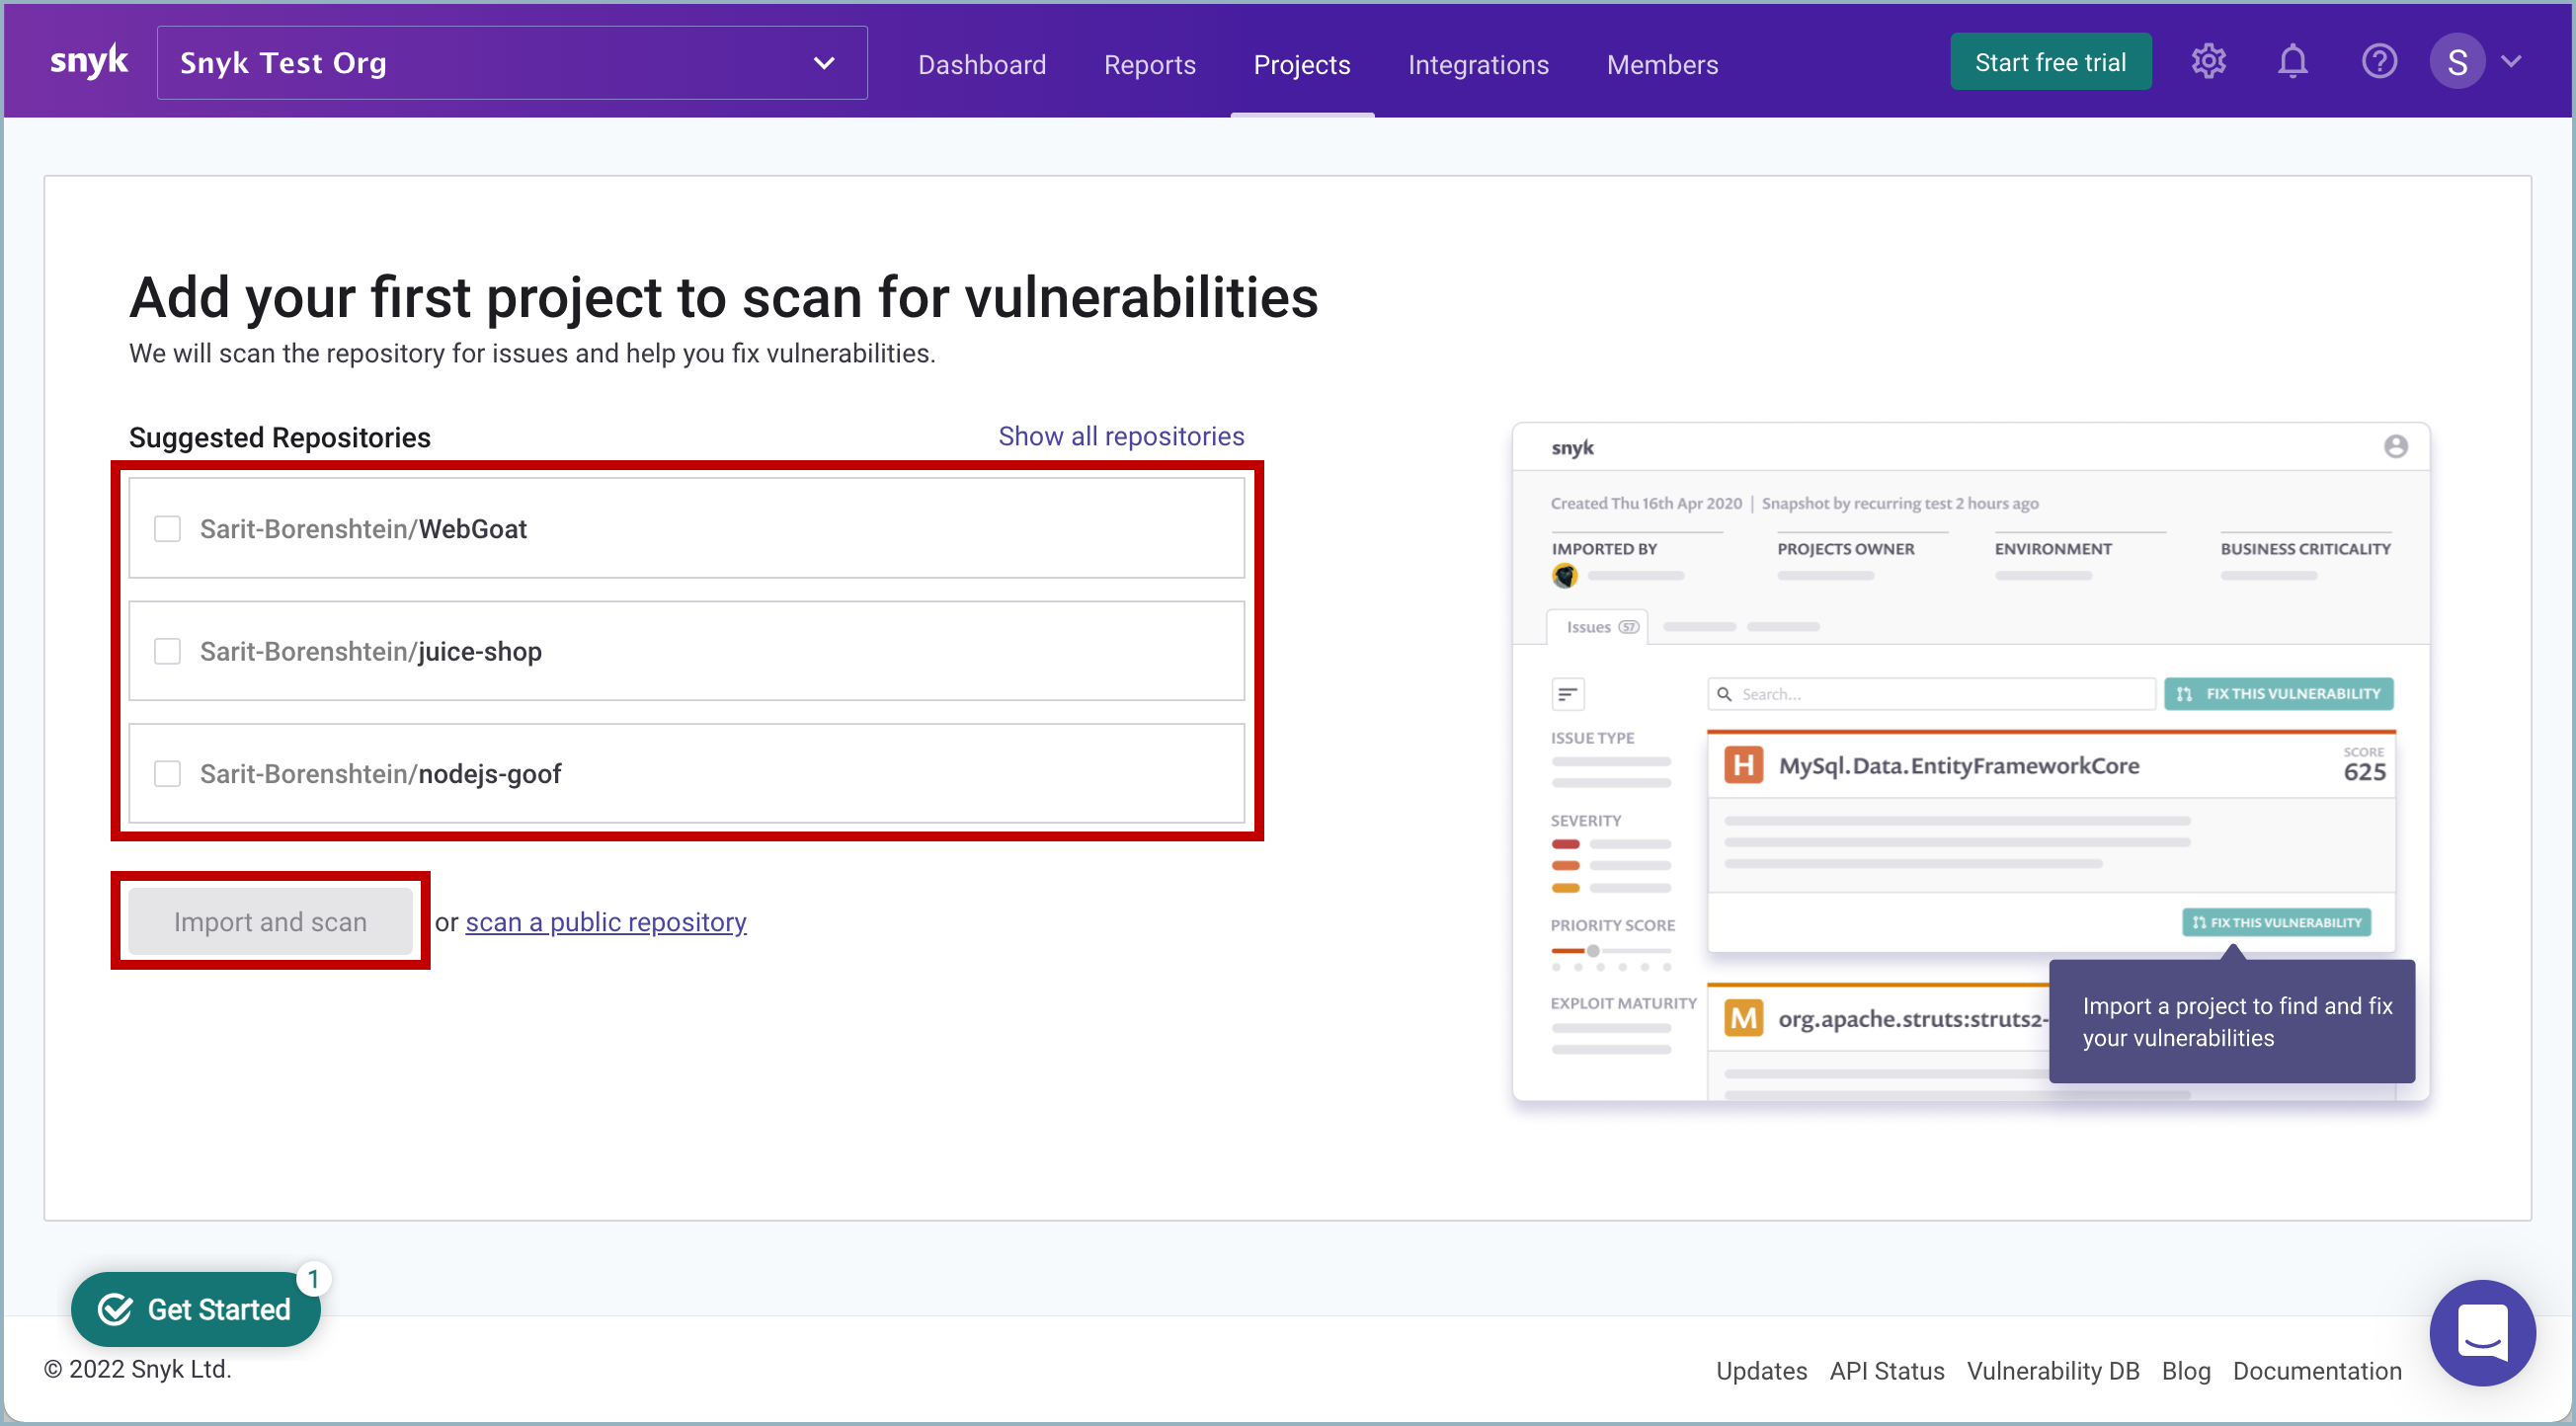 snyk
Snyk Test Org
Dashboard
Reports
Projects
Integrations
Members
Start free trial
S
Add your first project to scan for vulnerabilities
We will scan the repository for issues and help you fix vulnerabilities.
Suggested Repositories
Show all repositories
Sarit-Borenshtein/WebGoat
Sarit-Borenshtein/juice-shop
Sarit-Borenshtein/nodejs-goof
Import and scan or scan a public repository
snyk
Created Thu 16th Apr 2020 | Snapshot by recurring test 2 hours ago
IMPORTED BY
PROJECTS OWNER
ENVIRONMENT
BUSINESS CRITICALITY
Issues 57
Search...
FIX THIS VULNERABILITY
ISSUE TYPE
SEVERITY
PRIORITY SCORE
EXPLOIT MATURITY
H MySql.Data.EntityFrameworkCore
SCORE
625
FIX THIS VULNERABILITY
M org.apache.struts:struts2-
Import a project to find and fix
your vulnerabilities
Get Started
1
© 2022 Snyk Ltd.
Updates
API Status
Vulnerability DB
Blog
Documentation